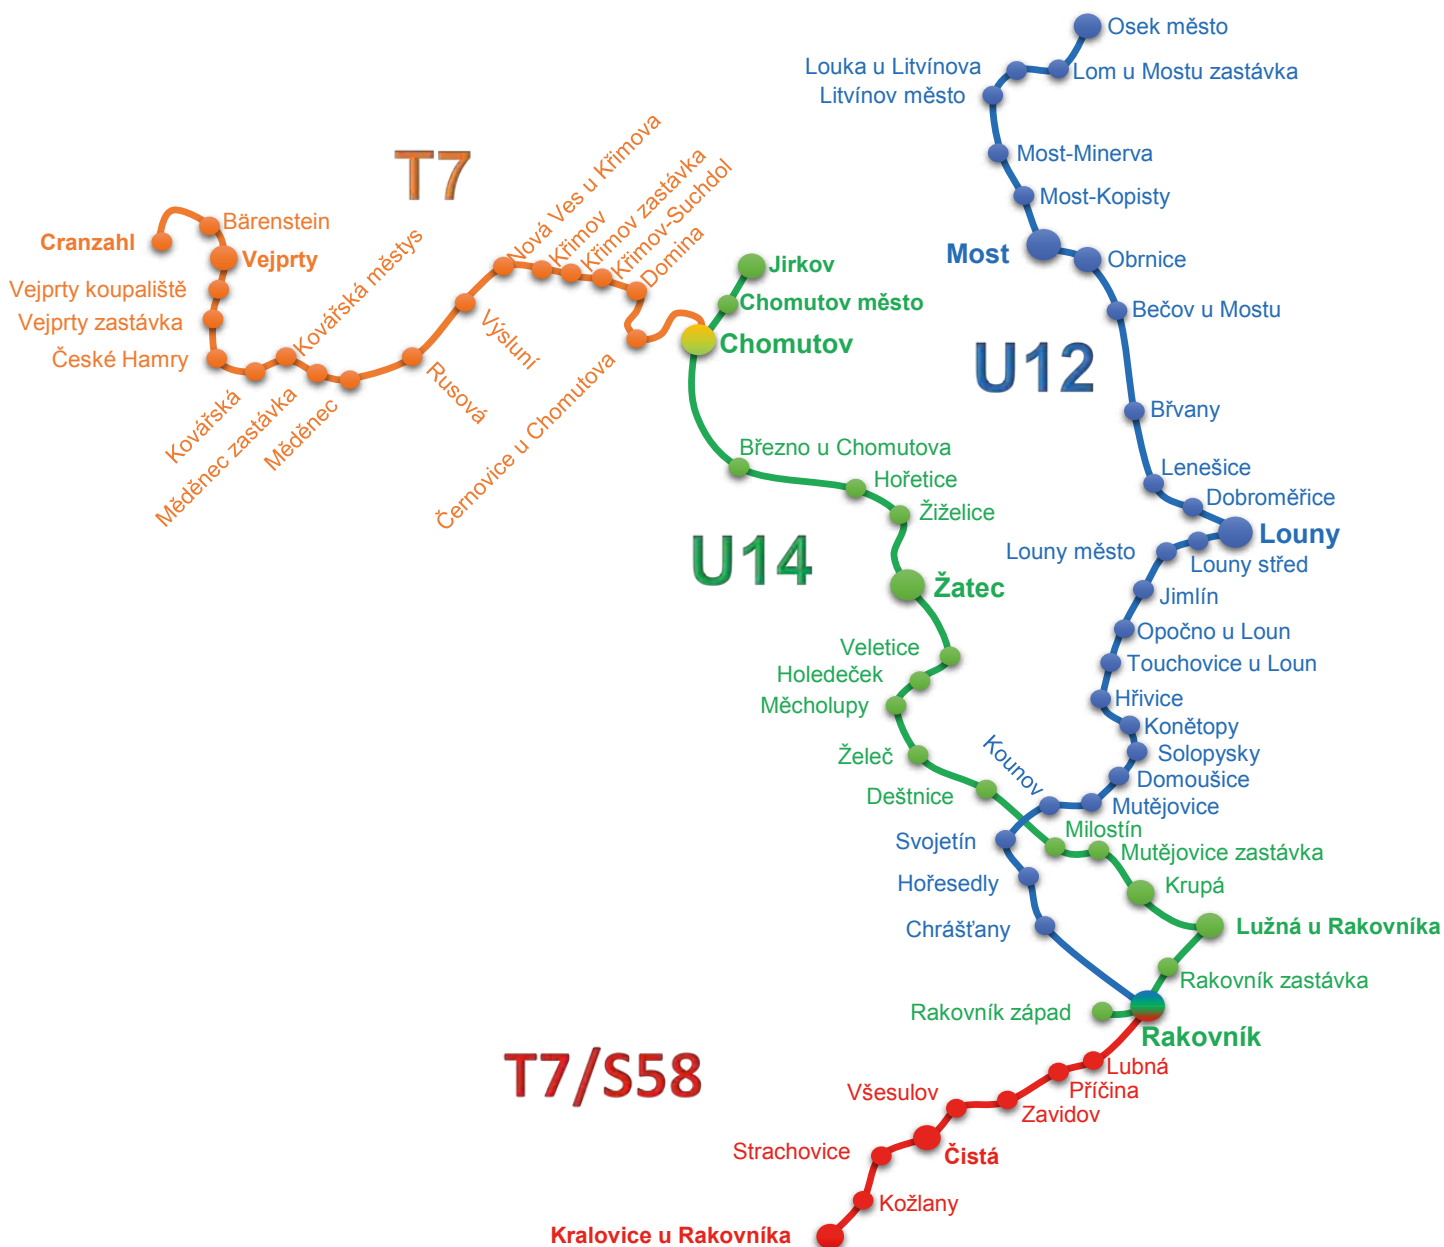 Osek město
Louka u Litvínova
Lom u Mostu zastávka
Litvínov město
Most-Minerva
Most-Kopisty
Most
Obrnice
Bečov u Mostu
U12
Břvany
Lenešice
Dobroměřice
Louny
Louny město
Louny střed
Jimlín
Opočno u Loun
Touchovice u Loun
Hřivice
Konětopy
Solopysky
Domoušice
Mutějovice
Kounov
Svojetín
Hořesedly
Chrášťany
T7
Cranzahl
Bärenstein
Vejprty
Vejprty koupaliště
Vejprty zastávka
České Hamry
Kovářská
Kovářská městys
Měděnec zastávka
Měděnec
Rusová
Výsluní
Nová Ves u Křimova
Křimov
Křimov zastávka
Křimov-Suchdol
Domina
Černovice u Chomutova
Jirkov
Chomutov město
Chomutov
Březno u Chomutova
Hořetice
Žiželice
U14
Žatec
Veletice
Holedeček
Měcholupy
Želeč
Deštnice
Milostín
Mutějovice zastávka
Krupá
Lužná u Rakovníka
Rakovník zastávka
Rakovník západ
Rakovník
T7/S58
Lubná
Příčina
Zavidov
Všesulov
Čistá
Strachovice
Kožlany
Kralovice u Rakovníka